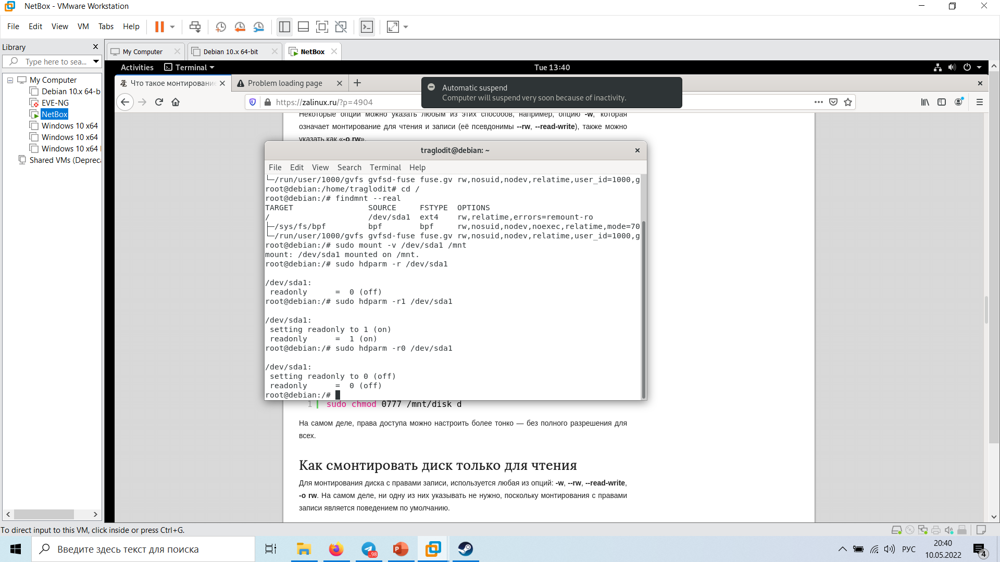 NetBox - VMware Workstation
File Edit View VM Tabs Help
Library
Type here to sea...
My Computer
Debian 10.x 64-b
EVE-NG
NetBox
Windows 10 x64
Windows 10 x64
Windows 10 x64
Shared VMs (Depreca
My Computer
Debian 10.x 64-bit
NetBox
Activities
Terminal
Tue 13:40
Что такое монтирование
Problem loading page
Automatic suspend
Computer will suspend very soon because of inactivity.
https://zalinux.ru/?p=4904
Некоторые опции можно указать любым из этих способов, например, опцию -w, которая
означает монтирование для чтения и записи (её псевдонимы --rw, --read-write), также можно
указать как «-o rw».
traglodit@debian: ~
File Edit View Search Terminal Help
└─/run/user/1000/gvfs gvfsd-fuse fuse.gv rw,nosuid,nodev,relatime,user_id=1000,g
root@debian:/home/traglodit# cd /
root@debian:/# findmnt --real
TARGET SOURCE FSTYPE OPTIONS
/ /dev/sda1 ext4 rw,relatime,errors=remount-ro
├─/sys/fs/bpf bpf bpf rw,nosuid,nodev,noexec,relatime,mode=70
└─/run/user/1000/gvfs gvfsd-fuse fuse.gv rw,nosuid,nodev,relatime,user_id=1000,g
root@debian:/# sudo mount -v /dev/sda1 /mnt
mount: /dev/sda1 mounted on /mnt.
root@debian:/# sudo hdparm -r /dev/sda1
/dev/sda1:
readonly = 0 (off)
root@debian:/# sudo hdparm -r1 /dev/sda1
/dev/sda1:
setting readonly to 1 (on)
readonly = 1 (on)
root@debian:/# sudo hdparm -r0 /dev/sda1
/dev/sda1:
setting readonly to 0 (off)
readonly = 0 (off)
root@debian:/#
1 sudo chmod 0777 /mnt/disk d
На самом деле, права доступа можно настроить более тонко — без полного разрешения для
всех.
Как смонтировать диск только для чтения
Для монтирования диска с правами записи, используется любая из опций: -w, --rw, --read-write,
-o rw. На самом деле, ни одну из них указывать не нужно, поскольку монтирования с правами
записи является поведением по умолчанию.
To direct input to this VM, click inside or press Ctrl+G.
Введите здесь текст для поиска
..98
РУС
20:40
10.05.2022
4